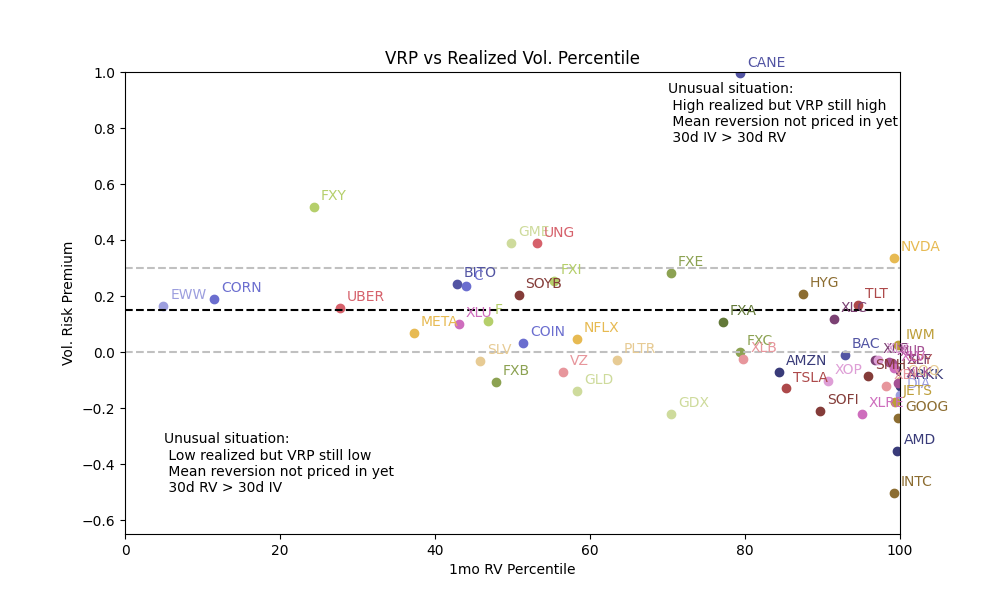 VRP vs Realized Vol. Percentile
CANE
Unusual situation:
High realized but VRP still high
Mean reversion not priced in yet
30d IV > 30d RV
FXY
GME
UNG
NVDA
FXE
FXI
BITO
C
SOYB
HYG
TLT
EWW
CORN
UBER
META
XLU
F
FXA
XLC
COIN
NFLX
IWM
FXC
XLB
BAC
SLV
VZ
PLTR
AMZN
XOP
SMH
FXB
GLD
TSLA
ARKK
DIA
JETS
GDX
SOFI
XLRE
GOOG
AMD
INTC
Unusual situation:
Low realized but VRP still low
Mean reversion not priced in yet
30d RV > 30d IV
1.0
0.8
0.6
0.4
0.2
0.0
−0.2
−0.4
−0.6
Vol. Risk Premium
0
20
40
60
80
100
1mo RV Percentile